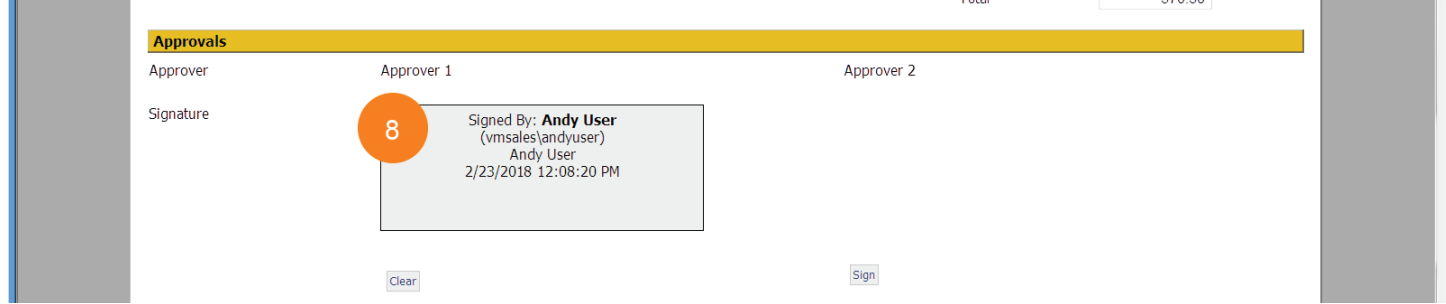 Approvals
Approver Approver 1 Approver 2
Signature
8
Signed By: Andy User
(vmsales\andyuser)
Andy User
2/23/2018 12:08:20 PM
Clear Sign